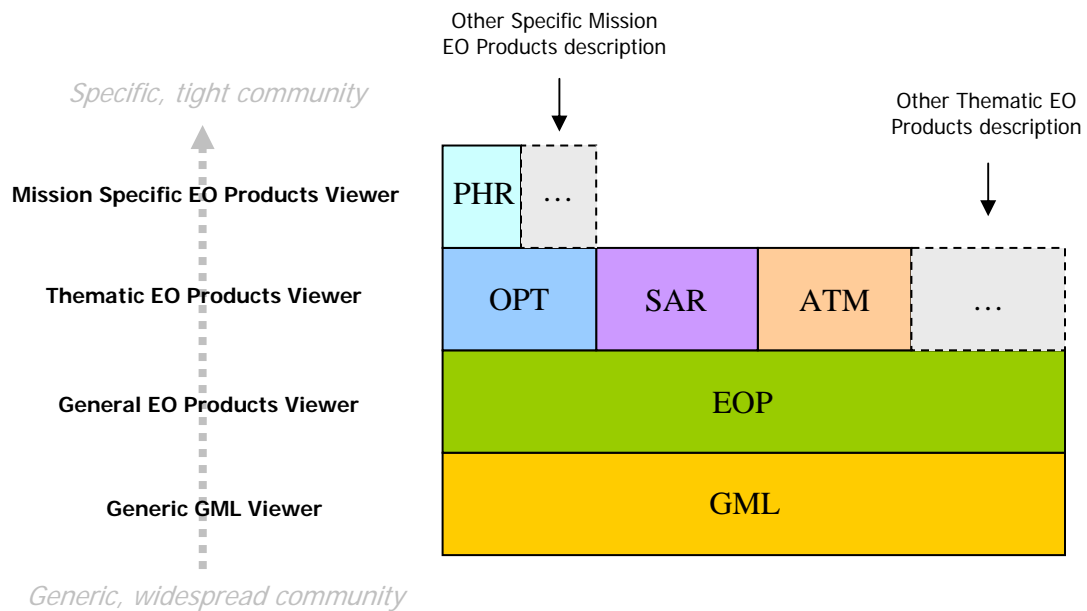 Other Specific Mission
EO Products description
Specific, tight community
Other Thematic EO
Products description
Mission Specific EO Products Viewer
PHR
...
Thematic EO Products Viewer
OPT
SAR
ATM
...
General EO Products Viewer
EOP
Generic GML Viewer
GML
Generic, widespread community